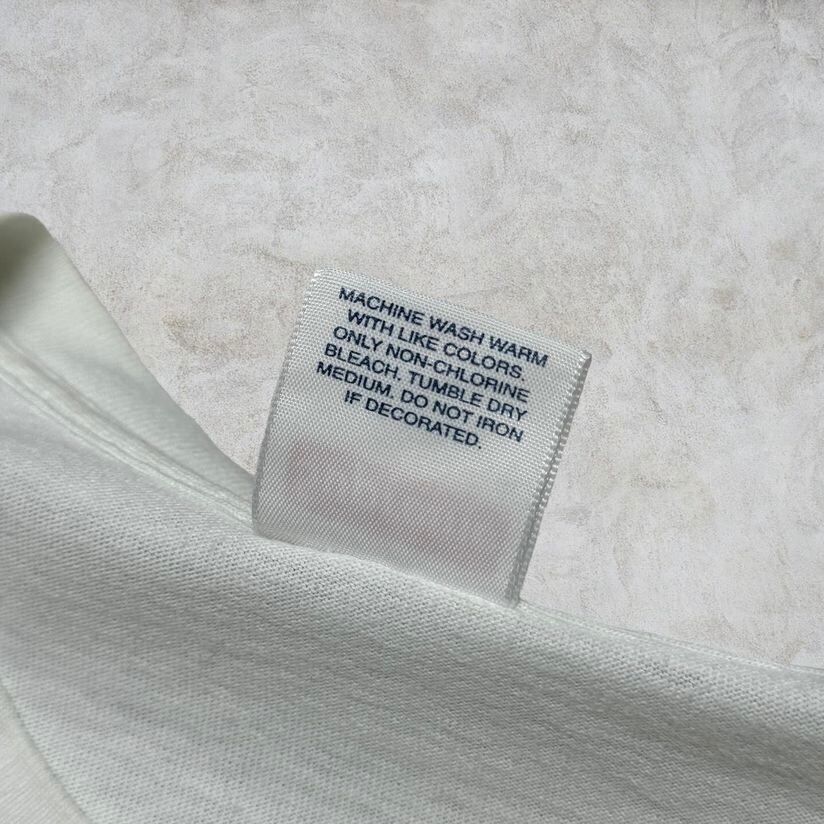 MACHINE WASH WARM
WITH LIKE COLORS.
ONLY NON-CHLORINE
BLEACH. TUMBLE DRY
MEDIUM. DO NOT IRON
IF DECORATED.